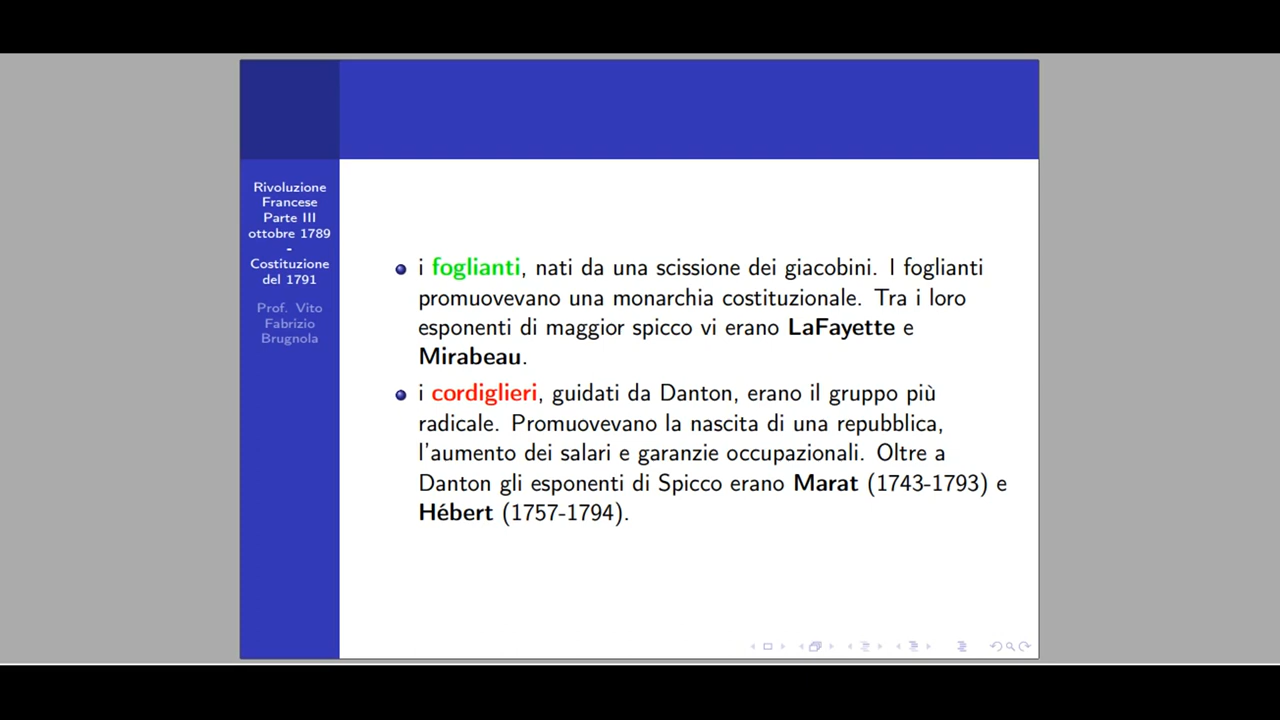 Rivoluzione
Francese
Parte III
ottobre 1789
-
Costituzione
del 1791
Prof. Vito
Fabrizio
Brugnola
i foglianti, nati da una scissione dei giacobini. I foglianti
promuovevano una monarchia costituzionale. Tra i loro
esponenti di maggior spicco vi erano LaFayette e
Mirabeau.
i cordiglieri, guidati da Danton, erano il gruppo più
radicale. Promuovevano la nascita di una repubblica,
l'aumento dei salari e garanzie occupazionali. Oltre a
Danton gli esponenti di Spicco erano Marat (1743-1793) e
Hébert (1757-1794).